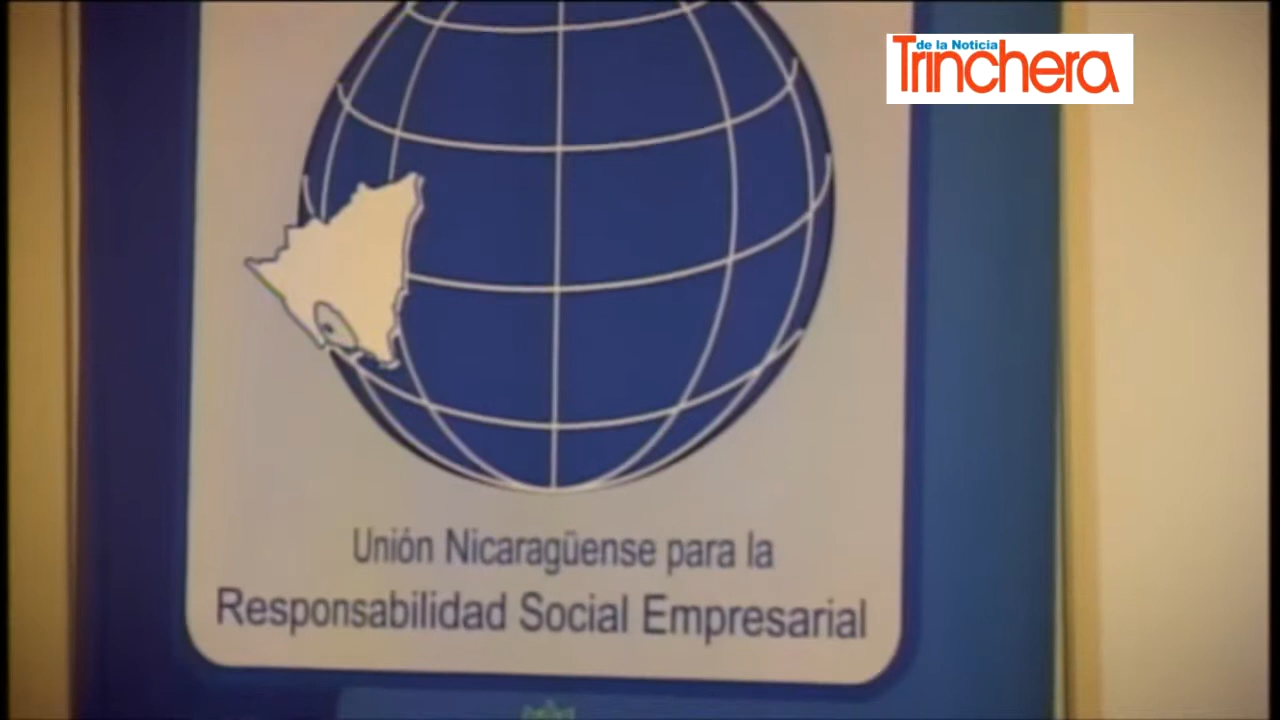 de la Noticia
Trinchera
Unión Nicaragüense para la
Responsabilidad Social Empresarial